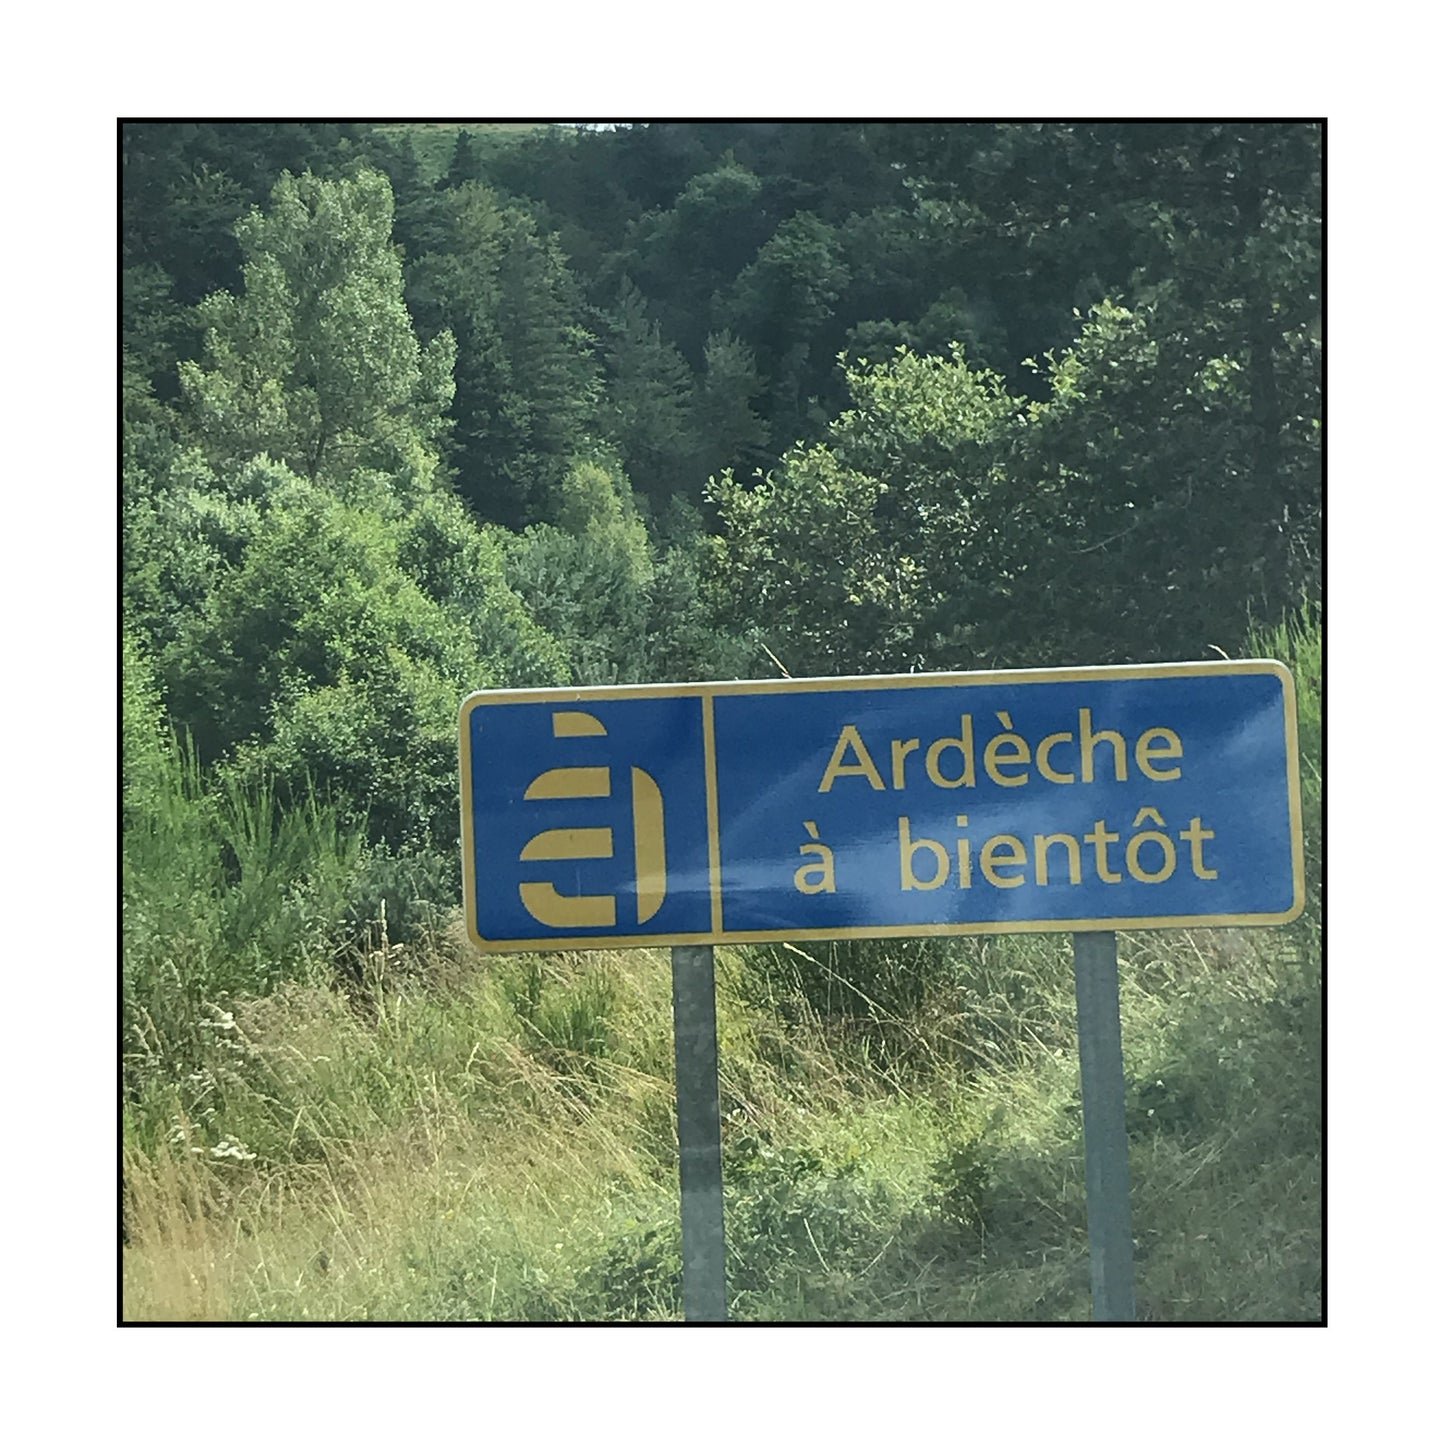 Ardèche
à bientôt